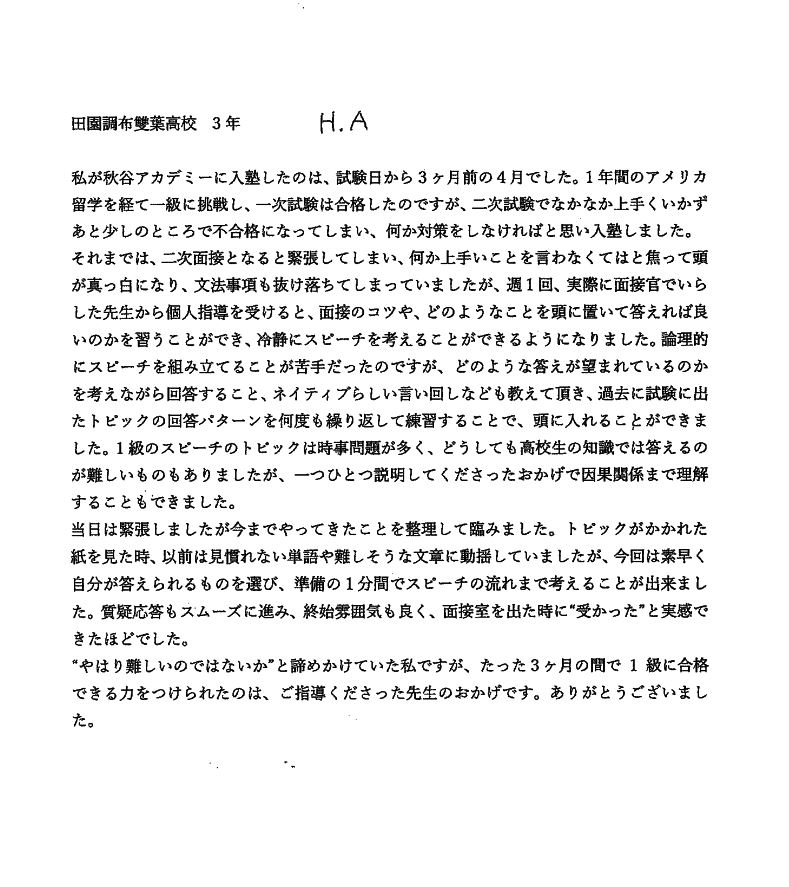 田園調布雙葉高校　3年　H.A
私が秋谷アカデミーに入塾したのは、試験日から3ヶ月前の4月でした。1年間のアメリカ
留学を経て一級に挑戦し、一次試験は合格したのですが、二次試験でなかなか上手くいかず
あと少しのところで不合格になってしまい、何か対策をしなければと思い入塾しました。
それまでは、二次面接となると緊張してしまい、何か上手いことを言わなくてはと焦って頭
が真っ白になり、文法事項も抜け落ちてしまっていましたが、週1回、実際に面接官でいら
した先生から個人指導を受けると、面接のコツや、どのようなことを頭に置いて答えれば良
いのかを習うことができ、冷静にスピーチを考えることができるようになりました。論理的
にスピーチを組み立てることが苦手だったのですが、どのような答えが望まれているのか
を考えながら回答すること、ネイティブらしい言い回しなども教えて頂き、過去に試験に出
たトピックの回答パターンを何度も繰り返して練習することで、頭に入れることができま
した。1級のスピーチのトピックは時事問題が多く、どうしても高校生の知識では答えるの
が難しいものもありましたが、一つひとつ説明してくださったおかげで因果関係まで理解
することもできました。
当日は緊張しましたが今までやってきたことを整理して臨みました。トピックがかかれた
紙を見た時、以前は見慣れない単語や難しそうな文章に動揺していましたが、今回は素早く
自分が答えられるものを選び、準備の1分間でスピーチの流れまで考えることが出来まし
た。質疑応答もスムーズに進み、終始雰囲気も良く、面接室を出た時に“受かった”と実感で
きたほどでした。
“やはり難しいのではないか”と諦めかけていた私ですが、たった3ヶ月の間で 1 級に合格
できる力をつけられたのは、ご指導くださった先生のおかげです。ありがとうございまし
た。